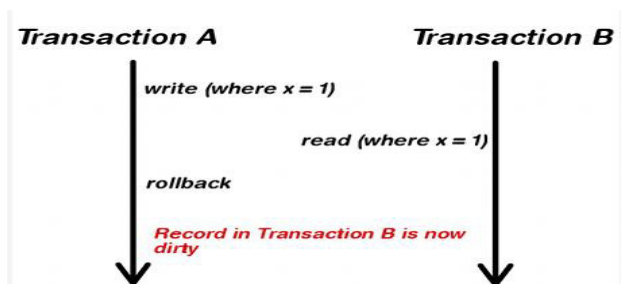 Transaction A
Transaction B
write (where x = 1)
read (where x = 1)
rollback
Record in Transaction B is now
dirty